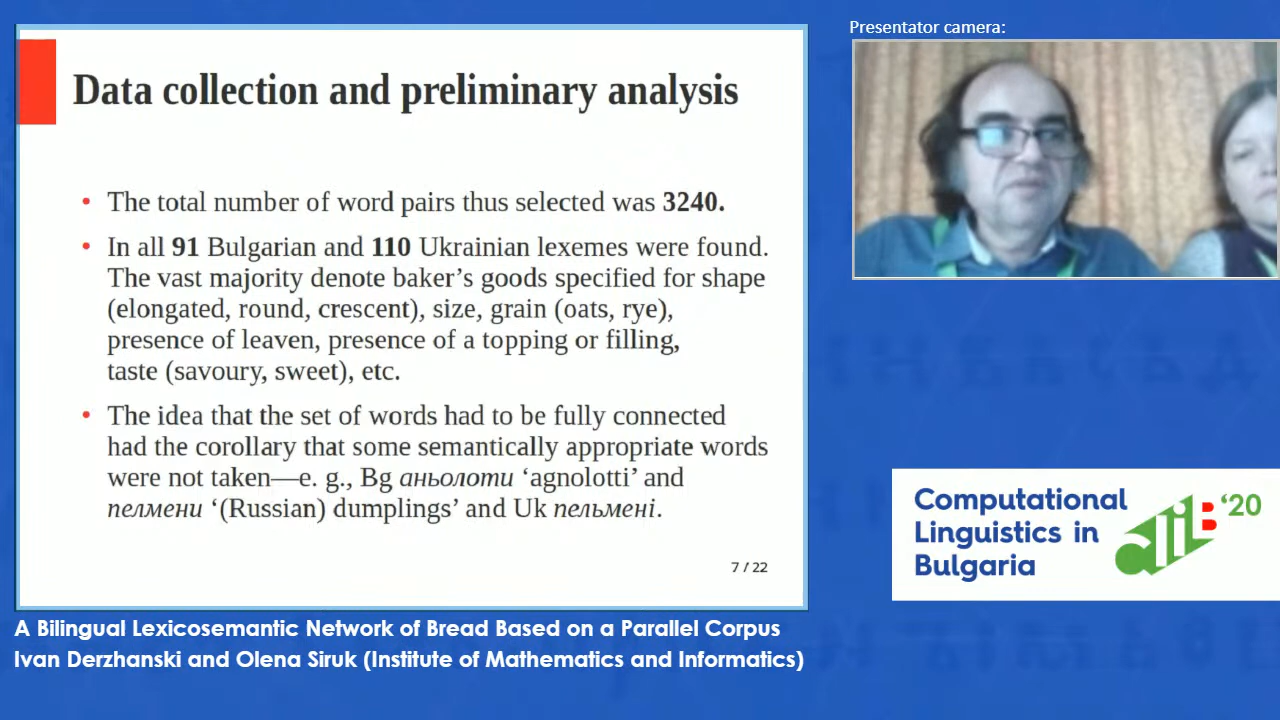 Presentator camera:
Data collection and preliminary analysis
• The total number of word pairs thus selected was 3240.
• In all 91 Bulgarian and 110 Ukrainian lexemes were found.
The vast majority denote baker’s goods specified for shape
(elongated, round, crescent), size, grain (oats, rye),
presence of leaven, presence of a topping or filling,
taste (savoury, sweet), etc.
• The idea that the set of words had to be fully connected
had the corollary that some semantically appropriate words
were not taken—e. g., Bg аньолоти ‘agnolotti’ and
пелмени ‘(Russian) dumplings’ and Uk пельмені.
7 / 22
Computational
Linguistics in
Bulgaria
clib ‘20
A Bilingual Lexicosemantic Network of Bread Based on a Parallel Corpus
Ivan Derzhanski and Olena Siruk (Institute of Mathematics and Informatics)